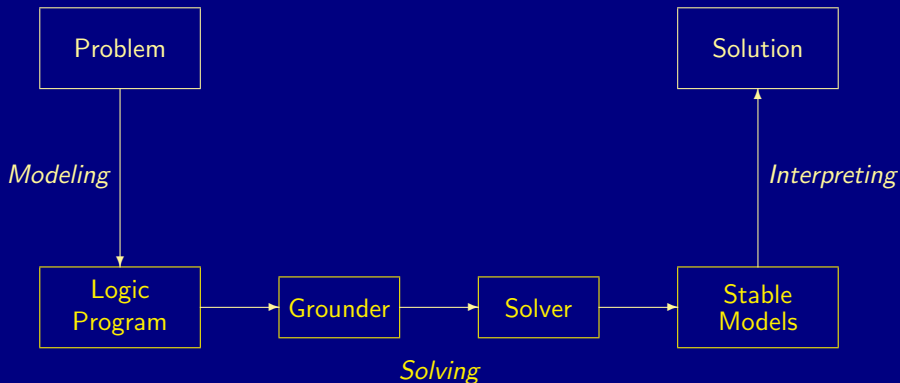 Problem
Solution
Modeling
Interpreting
Logic
Program
Grounder
Solver
Stable
Models
Solving